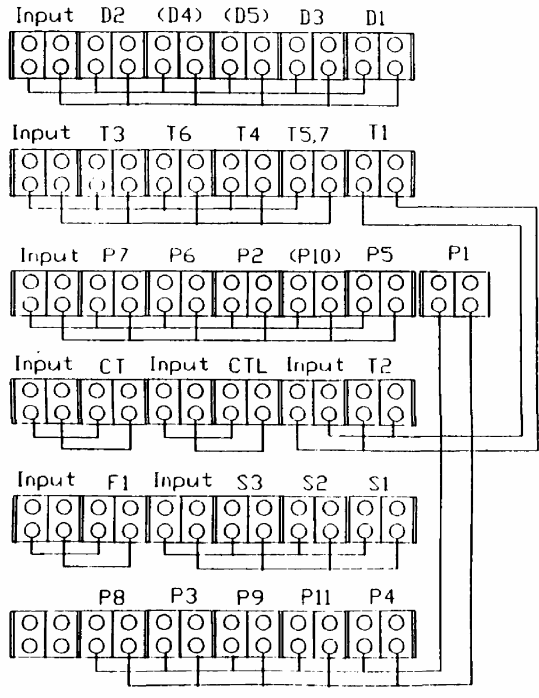 Input D2 (D4) (D5) D3 D1
Input T3 T6 T4 T5,7 T1
Input P7 P6 P2 (P10) P5 P1
Input CT Input CTL Input T2
Input F1 Input S3 S2 S1
P8 P3 P9 P11 P4